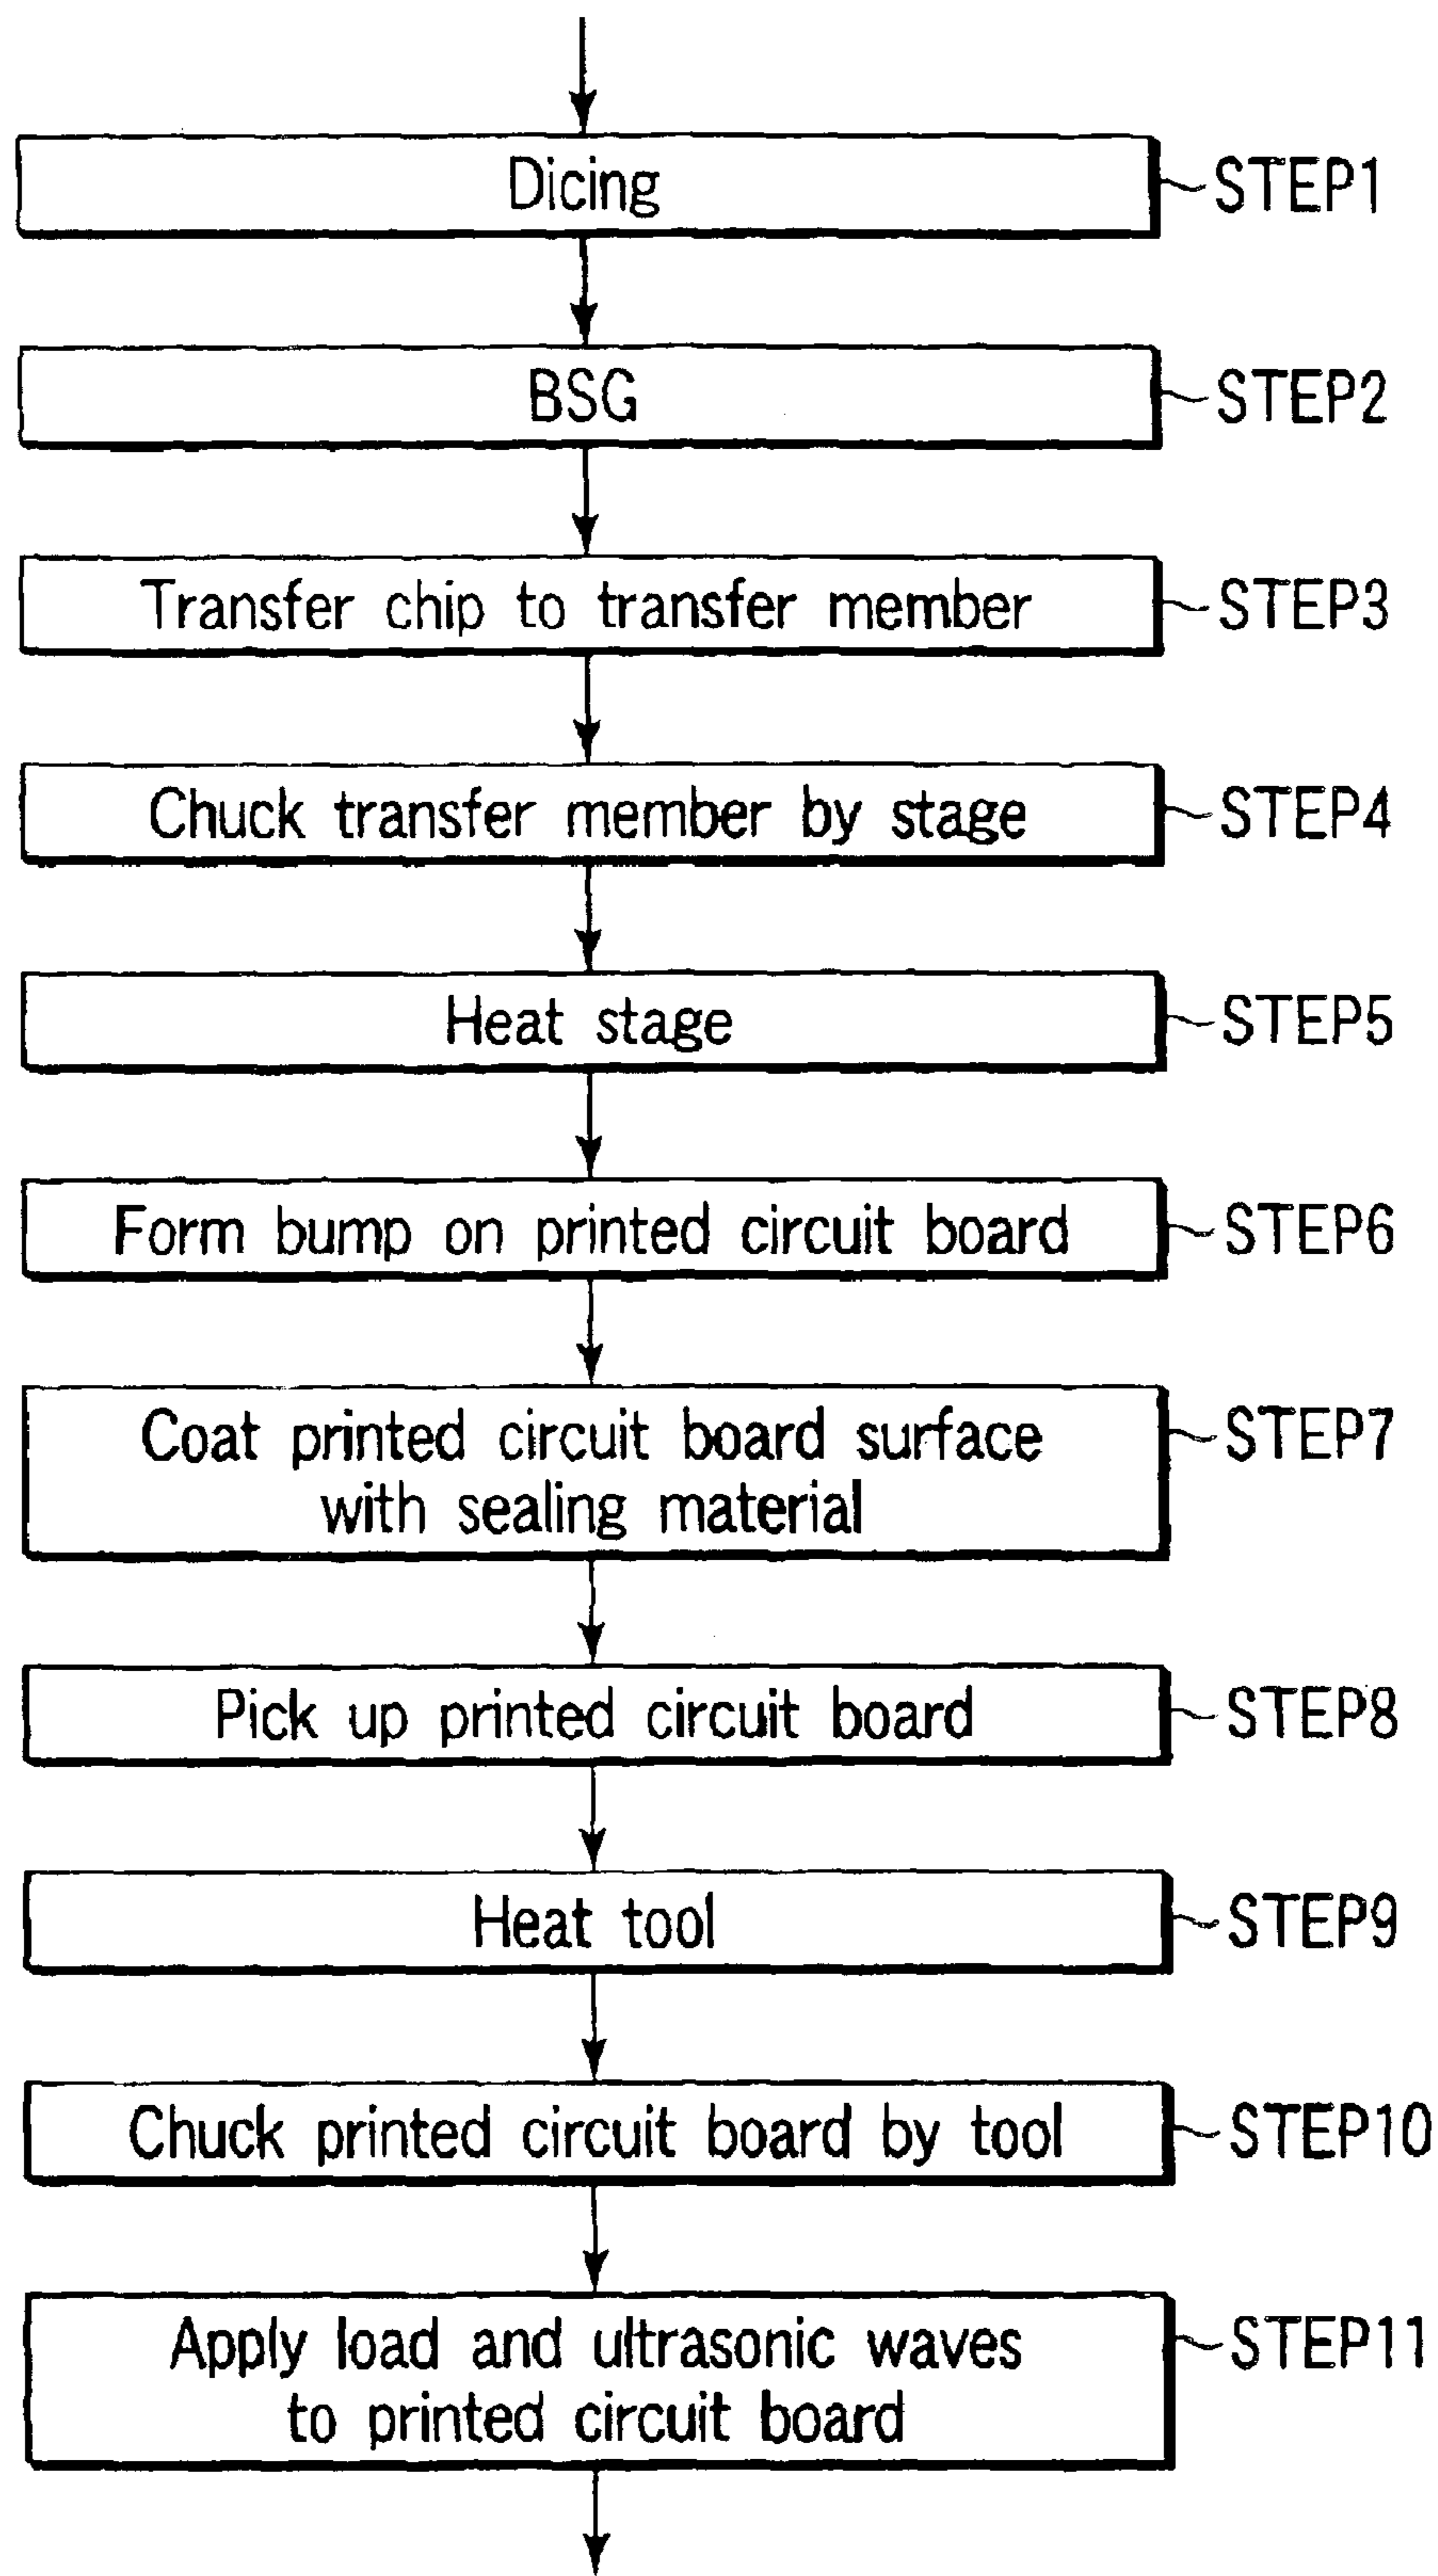 Dicing
STEP1
BSG
STEP2
Transfer chip to transfer member
STEP3
Chuck transfer member by stage
STEP4
Heat stage
STEP5
Form bump on printed circuit board
STEP6
Coat printed circuit board surface
with sealing material
STEP7
Pick up printed circuit board
STEP8
Heat tool
STEP9
Chuck printed circuit board by tool
STEP10
Apply load and ultrasonic waves
to printed circuit board
STEP11